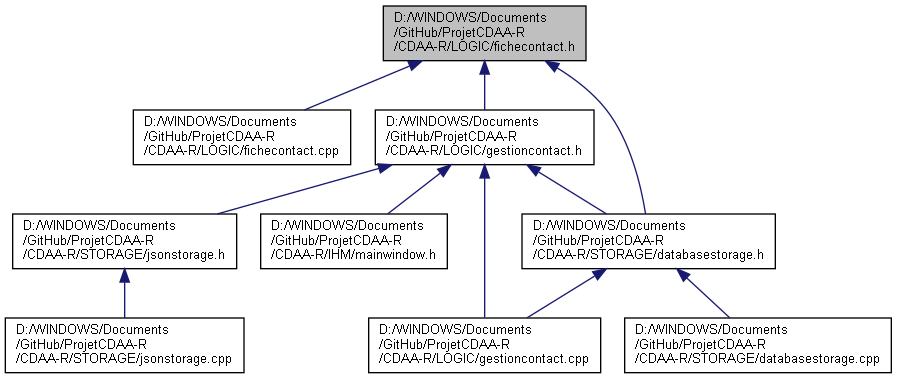 D:/WINDOWS/Documents
/GitHub/ProjetCDAA-R
/CDAA-R/LOGIC/fichecontact.h
D:/WINDOWS/Documents
/GitHub/ProjetCDAA-R
/CDAA-R/LOGIC/fichecontact.cpp
D:/WINDOWS/Documents
/GitHub/ProjetCDAA-R
/CDAA-R/LOGIC/gestioncontact.h
D:/WINDOWS/Documents
/GitHub/ProjetCDAA-R
/CDAA-R/STORAGE/jsonstorage.h
D:/WINDOWS/Documents
/GitHub/ProjetCDAA-R
/CDAA-R/IHM/mainwindow.h
D:/WINDOWS/Documents
/GitHub/ProjetCDAA-R
/CDAA-R/STORAGE/databasestorage.h
D:/WINDOWS/Documents
/GitHub/ProjetCDAA-R
/CDAA-R/STORAGE/jsonstorage.cpp
D:/WINDOWS/Documents
/GitHub/ProjetCDAA-R
/CDAA-R/LOGIC/gestioncontact.cpp
D:/WINDOWS/Documents
/GitHub/ProjetCDAA-R
/CDAA-R/STORAGE/databasestorage.cpp